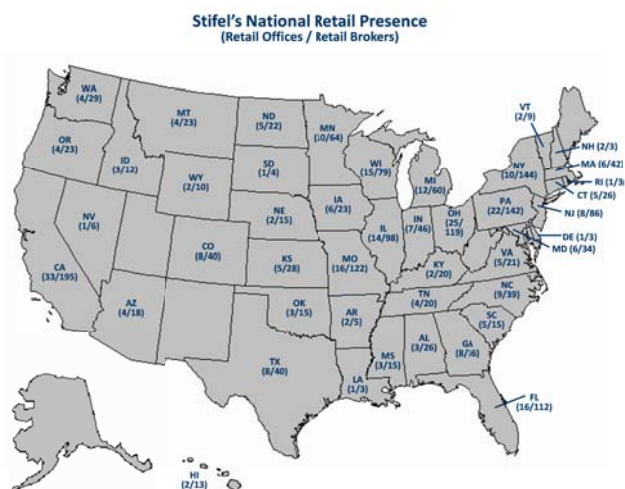 Stifel's National Retail Presence
(Retail Offices / Retail Brokers)
WA
(4/29)
OR
(4/23)
CA
(33/195)
NV
(1/6)
ID
(3/12)
MT
(4/23)
WY
(2/10)
AZ
(4/18)
CO
(8/40)
ND
(5/22)
SD
(1/4)
NE
(2/15)
KS
(5/28)
OK
(3/15)
TX
(8/40)
MN
IA
(6/23)
MO
(16/122)
AR
(2/5)
LA
(1/3)
WI
(15/79)
IL
(14/98)
MI
(12/60)
IN
(7/46)
OH
(25/
119)
KY
(2/20)
TN
(4/20)
MS
(3/15)
AL
(3/26)
GA
FL
(16/112)
SC
(5/15)
NC
(9/39)
VA
(5/21)
PA
(22/142)
NY
(10/144)
VT
(2/9)
NH (2/3)
MA (6/42)
RI
CT (5/26)
NJ (8/86)
DE (1/3)
MD (6/34)
HI
(2/13)